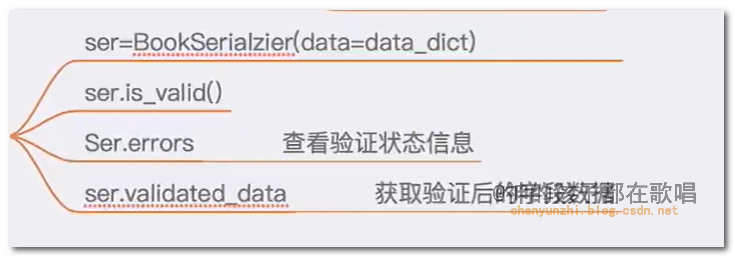 ser=BookSerialzier(data=data_dict)
ser.is_valid()
Ser.errors 查看验证状态信息
ser.validated_data 获取验证后的字段数据
都在歌唱
chenyunzhi.blog.csdn.net